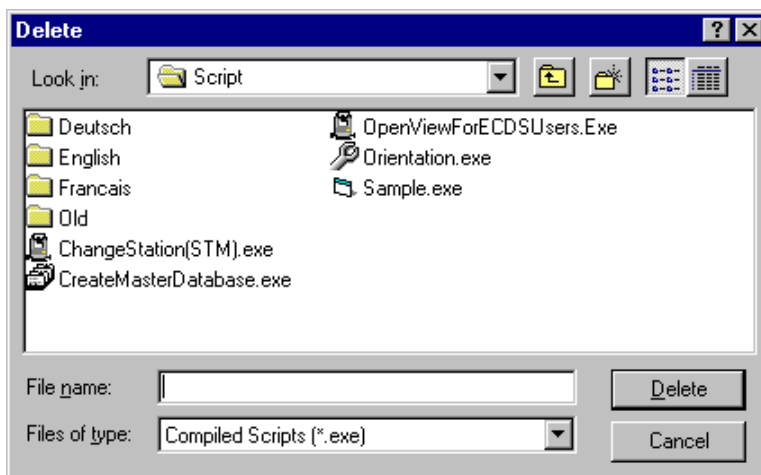 Delete
Look in: Script
Deutsch
English
Francais
Old
ChangeStation(STM).exe
CreateMasterDatabase.exe
OpenViewForECDSUsers.Exe
Orientation.exe
Sample.exe
File name: Delete
Files of type: Compiled Scripts (*.exe) Cancel